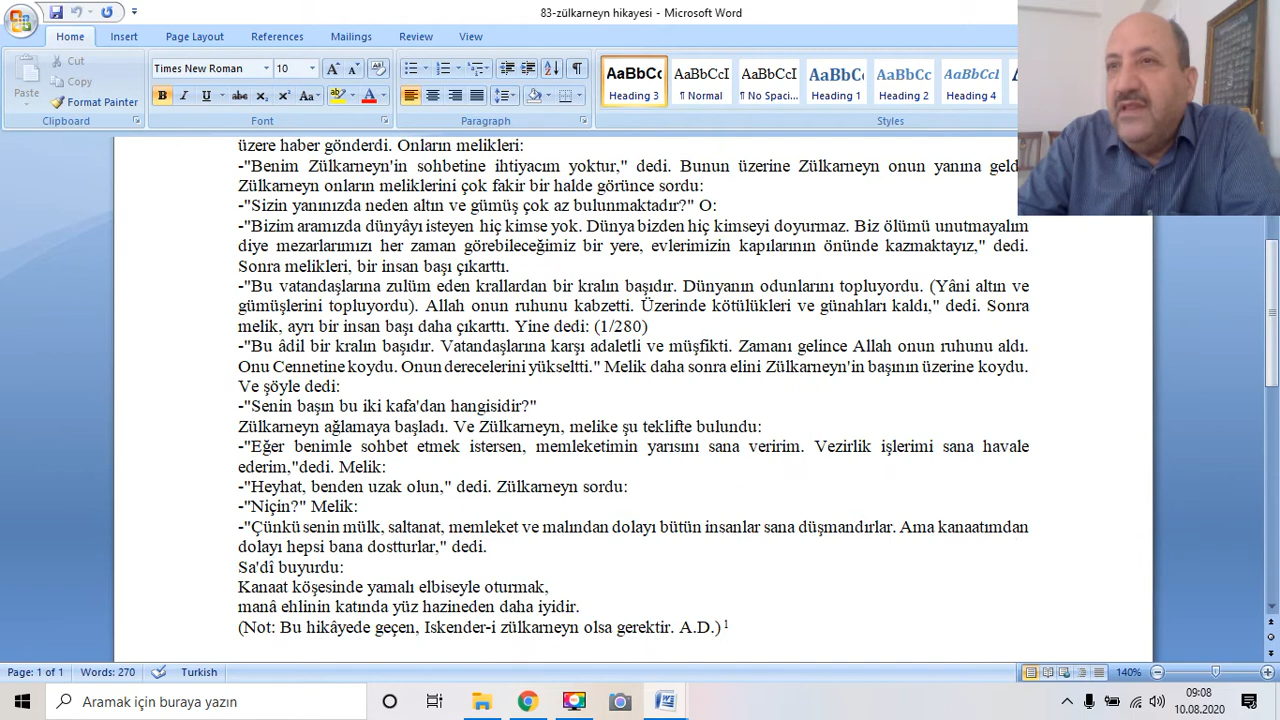 83-zülkarneyn hikayesi - Microsoft Word
Home Insert Page Layout References Mailings Review View
Cut
Copy
Paste
Format Painter
Times New Roman 10
AaBbCc AaBbCcI AaBbCcI AaBbC AaBbCc AaBbCcI
Heading 3 ¶ Normal ¶ No Spaci... Heading 1 Heading 2 Heading 4
Clipboard Font Paragraph Styles
üzere haber gönderdi. Onların melikleri:
-"Benim Zülkarneyn'in sohbetine ihtiyacım yoktur," dedi. Bunun üzerine Zülkarneyn onun yanına geld
Zülkarneyn onların meliklerini çok fakir bir halde görünce sordu:
-"Sizin yanınızda neden altın ve gümüş çok az bulunmaktadır?" O:
-"Bizim aramızda dünyâyı isteyen hiç kimse yok. Dünya bizden hiç kimseyi doyurmaz. Biz ölümü unutmayalım
diye mezarlarımızı her zaman görebileceğimiz bir yere, evlerimizin kapılarının önünde kazmaktayız," dedi.
Sonra melikleri, bir insan başı çıkarttı.
-"Bu vatandaşlarına zulüm eden krallardan bir kralın başıdır. Dünyanın odunlarını topluyordu. (Yâni altın ve
gümüşlerini topluyordu). Allah onun ruhunu kabzetti. Üzerinde kötülükleri ve günahları kaldı," dedi. Sonra
melik, ayrı bir insan başı daha çıkarttı. Yine dedi: (1/280)
-"Bu âdil bir kralın başıdır. Vatandaşlarına karşı adaletli ve müşfikti. Zamanı gelince Allah onun ruhunu aldı.
Onu Cennetine koydu. Onun derecelerini yükseltti." Melik daha sonra elini Zülkarneyn'in başının üzerine koydu.
Ve şöyle dedi:
-"Senin başın bu iki kafa'dan hangisidir?"
Zülkarneyn ağlamaya başladı. Ve Zülkarneyn, melike şu teklifte bulundu:
-"Eğer benimle sohbet etmek istersen, memleketimin yarısını sana veririm. Vezirlik işlerimi sana havale
ederim,"dedi. Melik:
-"Heyhat, benden uzak olun," dedi. Zülkarneyn sordu:
-"Niçin?" Melik:
-"Çünkü senin mülk, saltanat, memleket ve malından dolayı bütün insanlar sana düşmandırlar. Ama kanaatımdan
dolayı hepsi bana dostturlar," dedi.
Sa'dî buyurdu:
Kanaat köşesinde yamalı elbiseyle oturmak,
manâ ehlinin katında yüz hazineden daha iyidir.
(Not: Bu hikâyede geçen, Iskender-i zülkarneyn olsa gerektir. A.D.)
Page: 1 of 1 Words: 270 Turkish 140%
Aramak için buraya yazın
09:08
10.08.2020